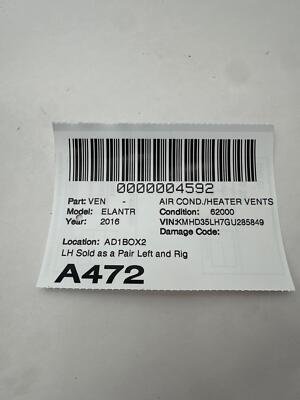 0000004592
Part: VEN - AIR COND./HEATER VENTS
Model: ELANTR Condition: 62000
Year: 2016 VIN:KMHD35LH7GU285849
Damage Code:
Location: AD1BOX2
LH Sold as a Pair Left and Rig
A472